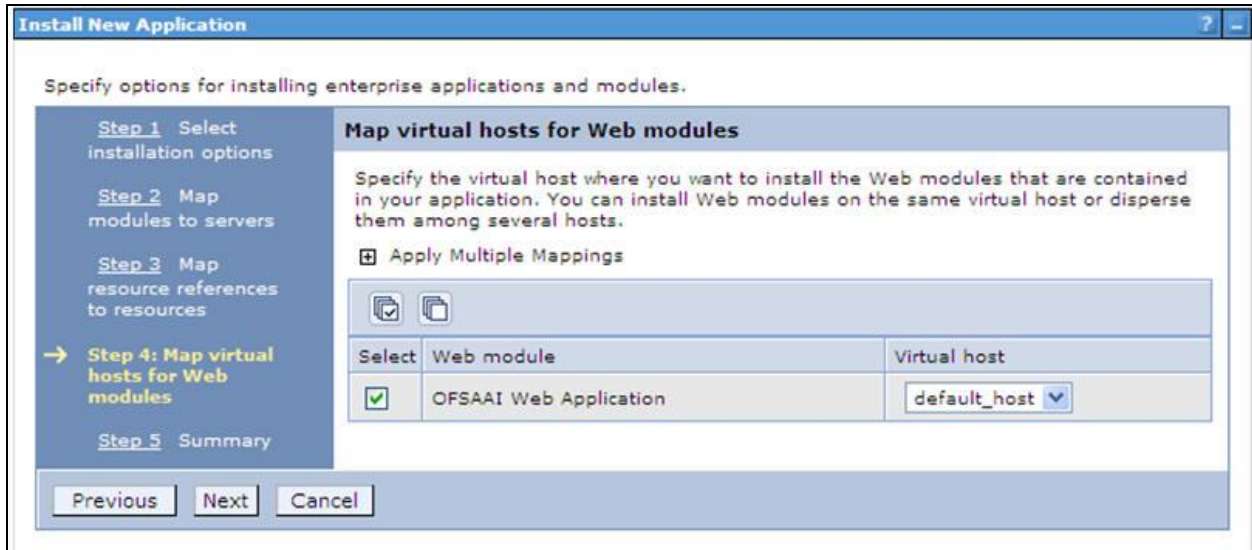 Install New Application
?
Specify options for installing enterprise applications and modules.
Step 1 Select
installation options
Step 2 Map
modules to servers
Step 3 Map
resource references
to resources
Step 4: Map virtual
hosts for Web
modules
Step 5 Summary
Map virtual hosts for Web modules
Specify the virtual host where you want to install the Web modules that are contained
in your application. You can install Web modules on the same virtual host or disperse
them among several hosts.
Apply Multiple Mappings
Select Web module Virtual host
OFSAAI Web Application default_host
Previous Next Cancel